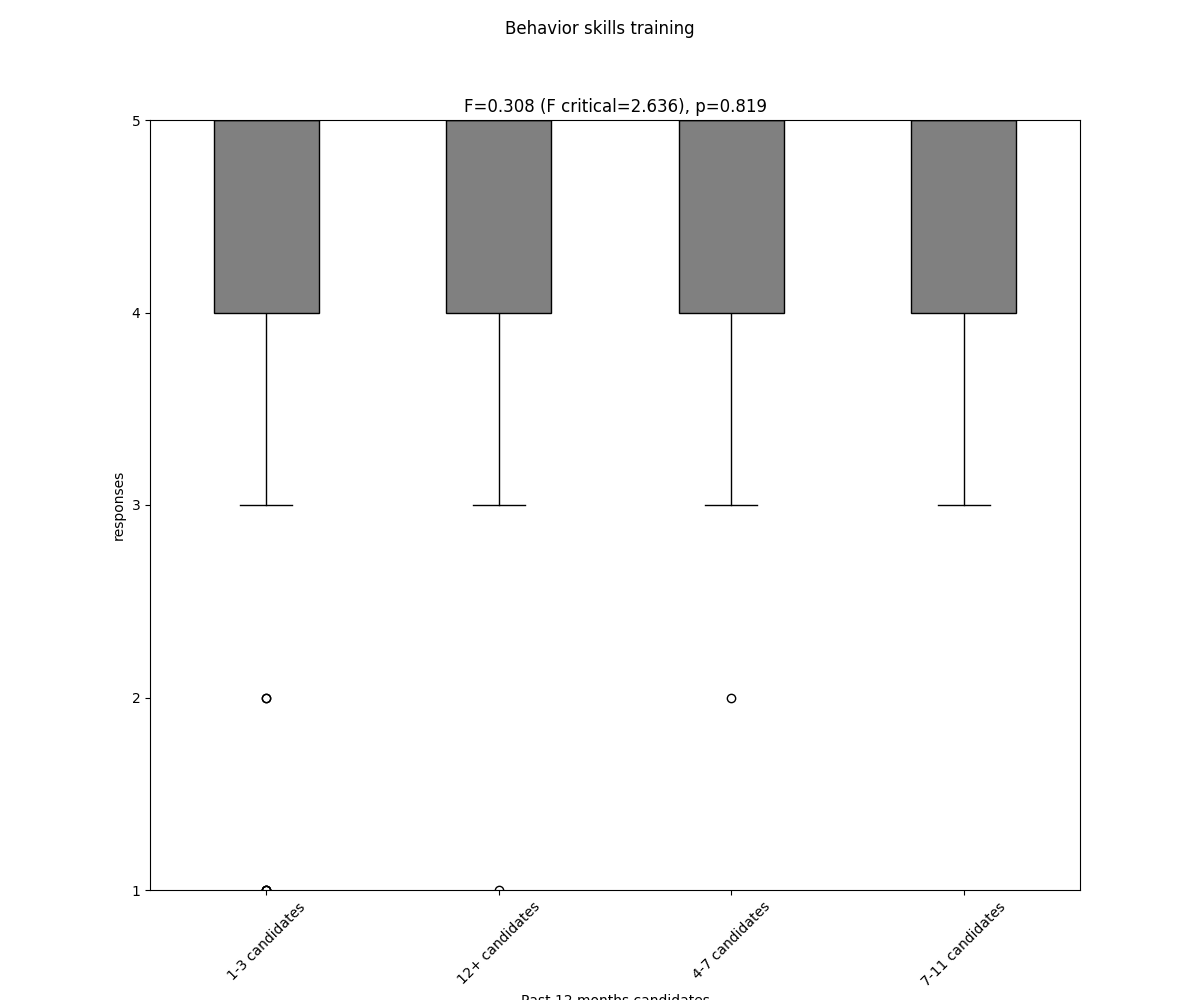 Behavior skills training
F=0.308 (F critical=2.636), p=0.819
5
4
3
2
1
responses
1-3 candidates
12+ candidates
4-7 candidates
7-11 candidates
Past 12 months candidates